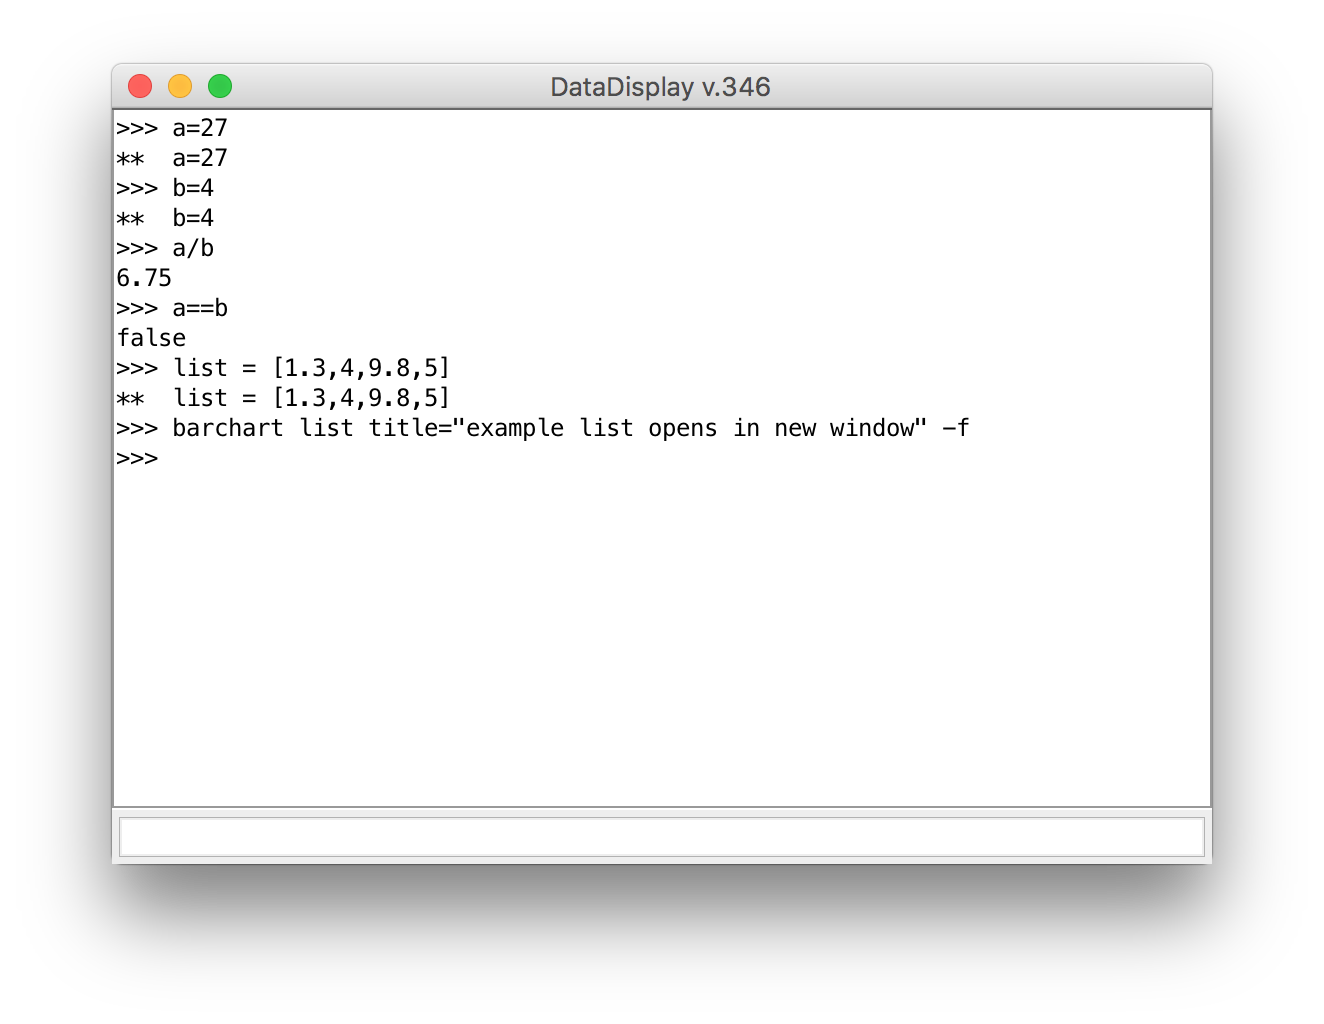 DataDisplay v.346
>>> a=27
**  a=27
>>> b=4
**  b=4
>>> a/b
6.75
>>> a==b
false
>>> list = [1.3,4,9.8,5]
**  list = [1.3,4,9.8,5]
>>> barchart list title="example list opens in new window" -f
>>>